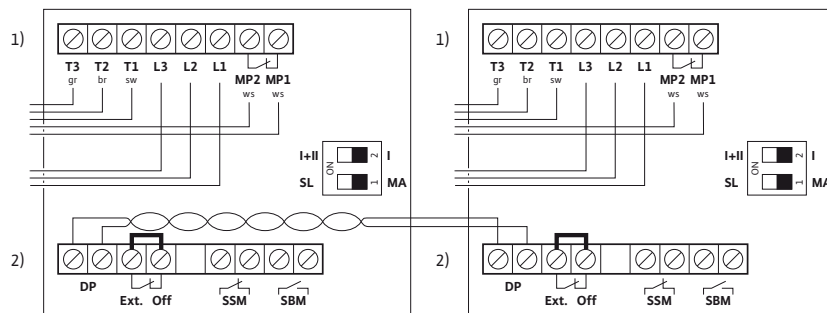 1)
T3 T2 T1 L3 L2 L1 MP2 MP1
gr br sw ws ws
I+II ON 2 I
SL 1 MA
2)
DP Ext. Off SSM SBM
1)
T3 T2 T1 L3 L2 L1 MP2 MP1
gr br sw ws ws
I+II ON 2 I
SL 1 MA
2)
DP Ext. Off SSM SBM